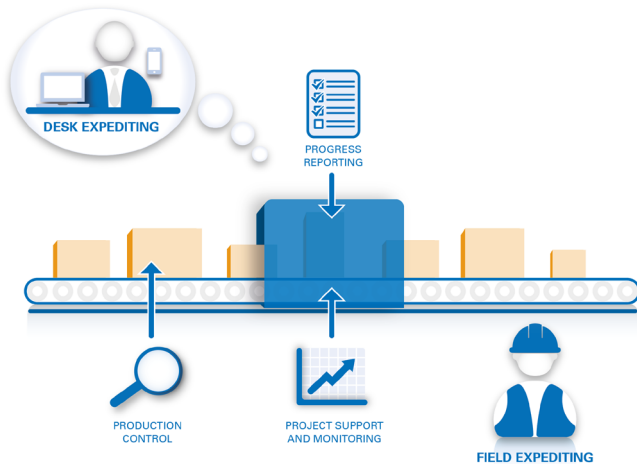 DESK EXPEDITING
PROGRESS
REPORTING
PRODUCTION
CONTROL
PROJECT SUPPORT
AND MONITORING
FIELD EXPEDITING